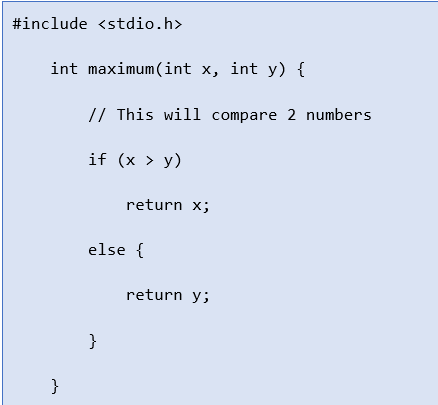 #include <stdio.h>
int maximum(int x, int y) {
// This will compare 2 numbers
if (x > y)
return x;
else {
return y;
}
}